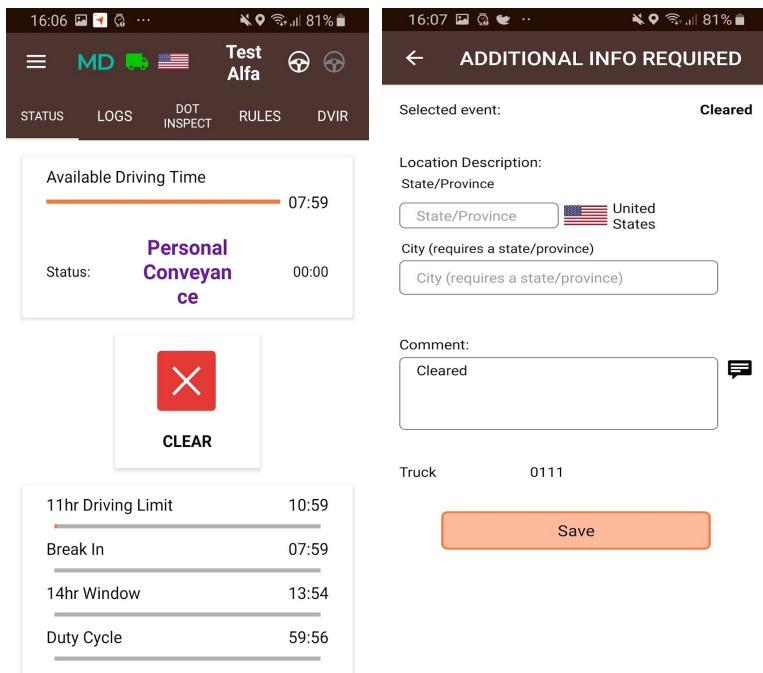 16:06 81%
MD Test Alfa
STATUS LOGS DOT INSPECT RULES DVIR
Available Driving Time
07:59
Status: Personal Conveyan ce 00:00
CLEAR
11hr Driving Limit 10:59
Break In 07:59
14hr Window 13:54
Duty Cycle 59:56
16:07 81%
ADDITIONAL INFO REQUIRED
Selected event: Cleared
Location Description:
State/Province
State/Province United States
City (requires a state/province)
City (requires a state/province)
Comment:
Cleared
Truck 0111
Save